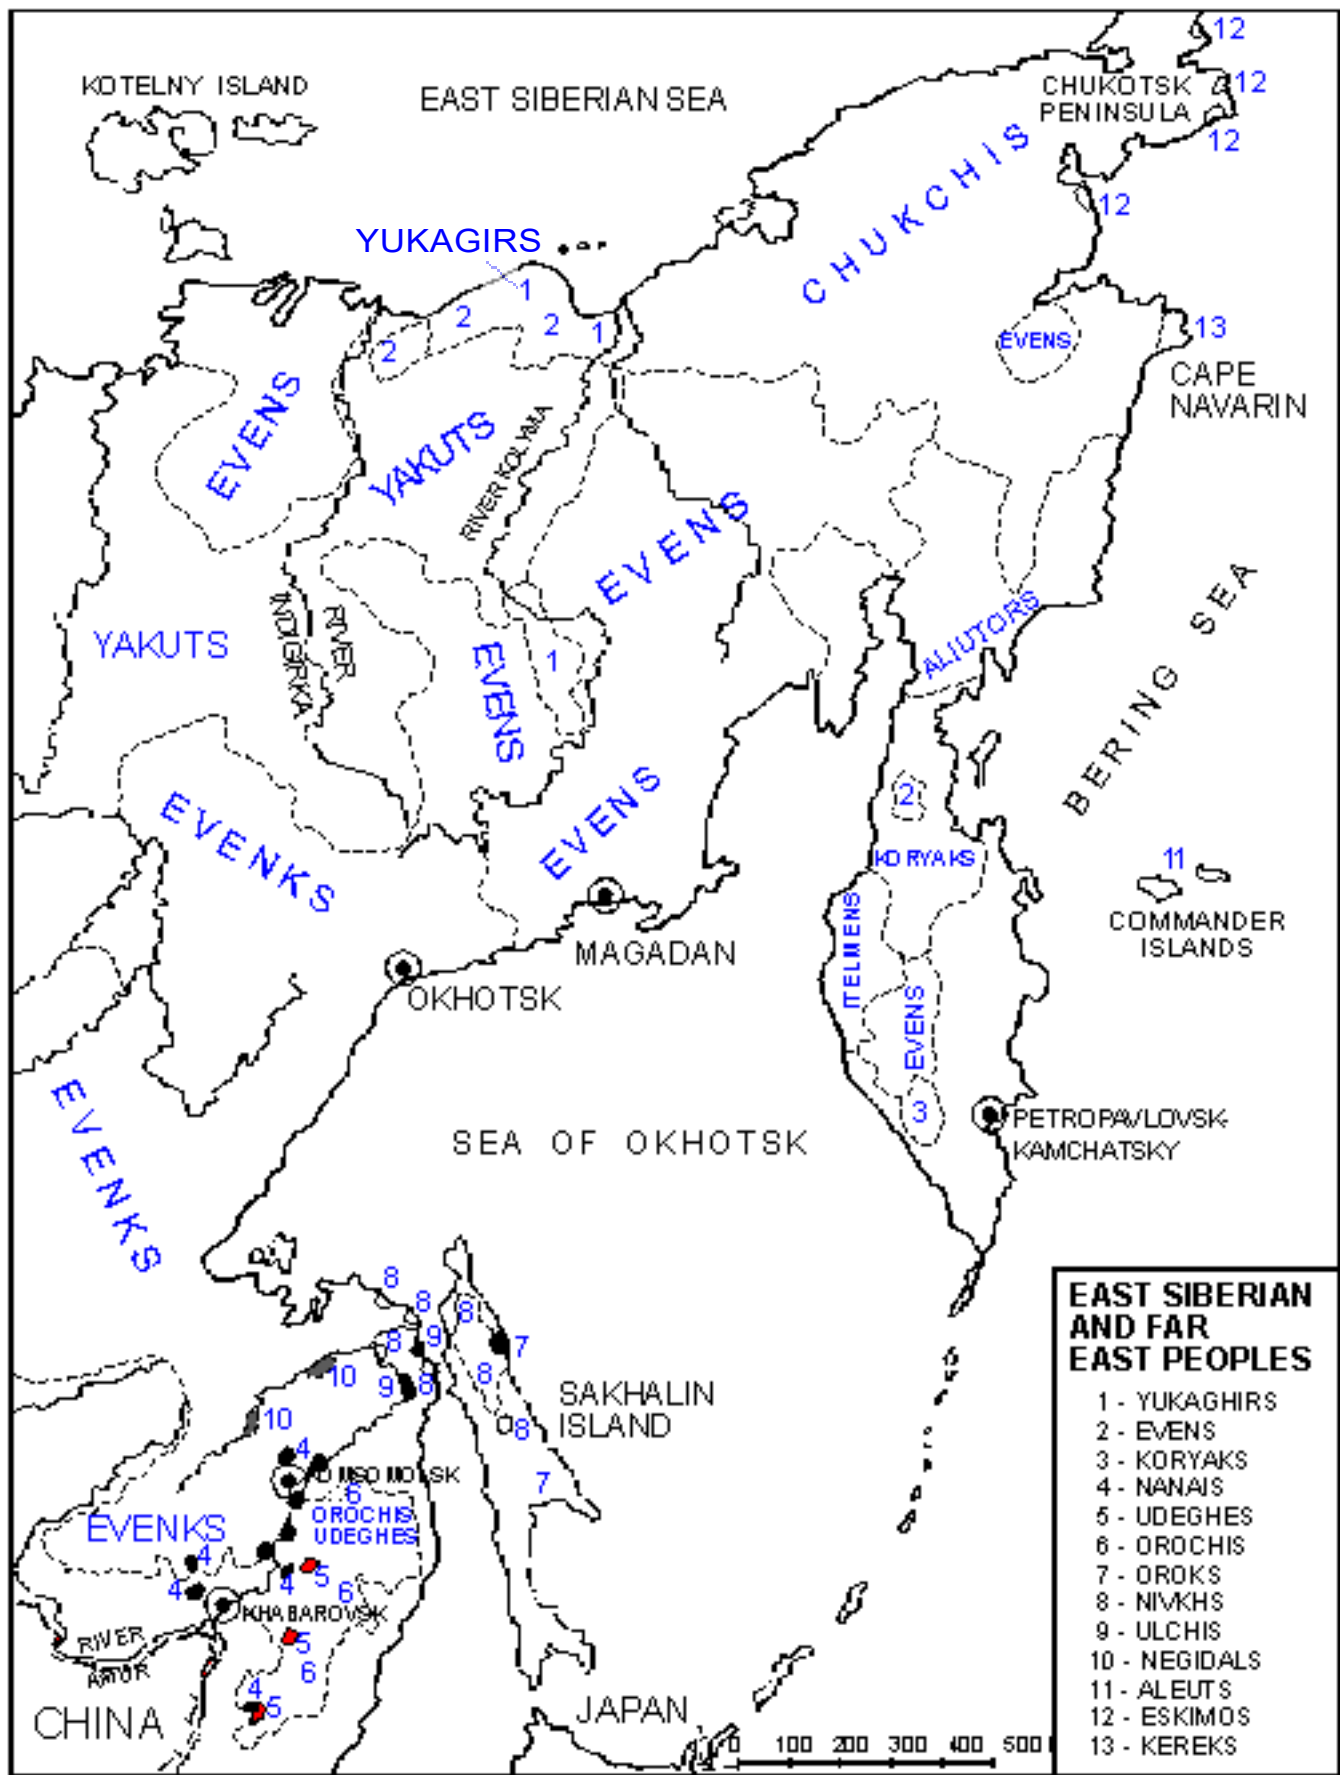 12
KOTELNY ISLAND
EAST SIBERIAN SEA
CHUKOTSK
PENINSULA
12
12
CHUKCHIS
12
YUKAGIRS
1
2
2
1
2
EVENS
13
CAPE
NAVARIN
EVENS
YAKUTS
RIVER KOLYMA
EVENS
YAKUTS
INDIGIRKA
RIVER
EVENS
1
ALIUTORS
BERING SEA
EVENKS
EVENS
2
KORYAKS
11
COMMANDER
ISLANDS
ITELMENS
MAGADAN
OKHOTSK
EVENS
EVENKS
3
PETROPAVLOVSK-
KAMCHATSKY
SEA OF OKHOTSK
8
8
8
8
9
7
10
9
8
8
SAKHALIN
ISLAND
10
8
4
7
6
OROCHIS
UDEGHES
EVENKS
4
4
5
4
6
KHABAROVSK
RIVER
AMUR
5
6
4
5
CHINA
JAPAN
0 100 200 300 400 500
EAST SIBERIAN
AND FAR
EAST PEOPLES
1 - YUKAGHIRS
2 - EVENS
3 - KORYAKS
4 - NANAIS
5 - UDEGHES
6 - OROCHIS
7 - OROKS
8 - NIVKHS
9 - ULCHIS
10 - NEGIDALS
11 - ALEUTS
12 - ESKIMOS
13 - KEREKS